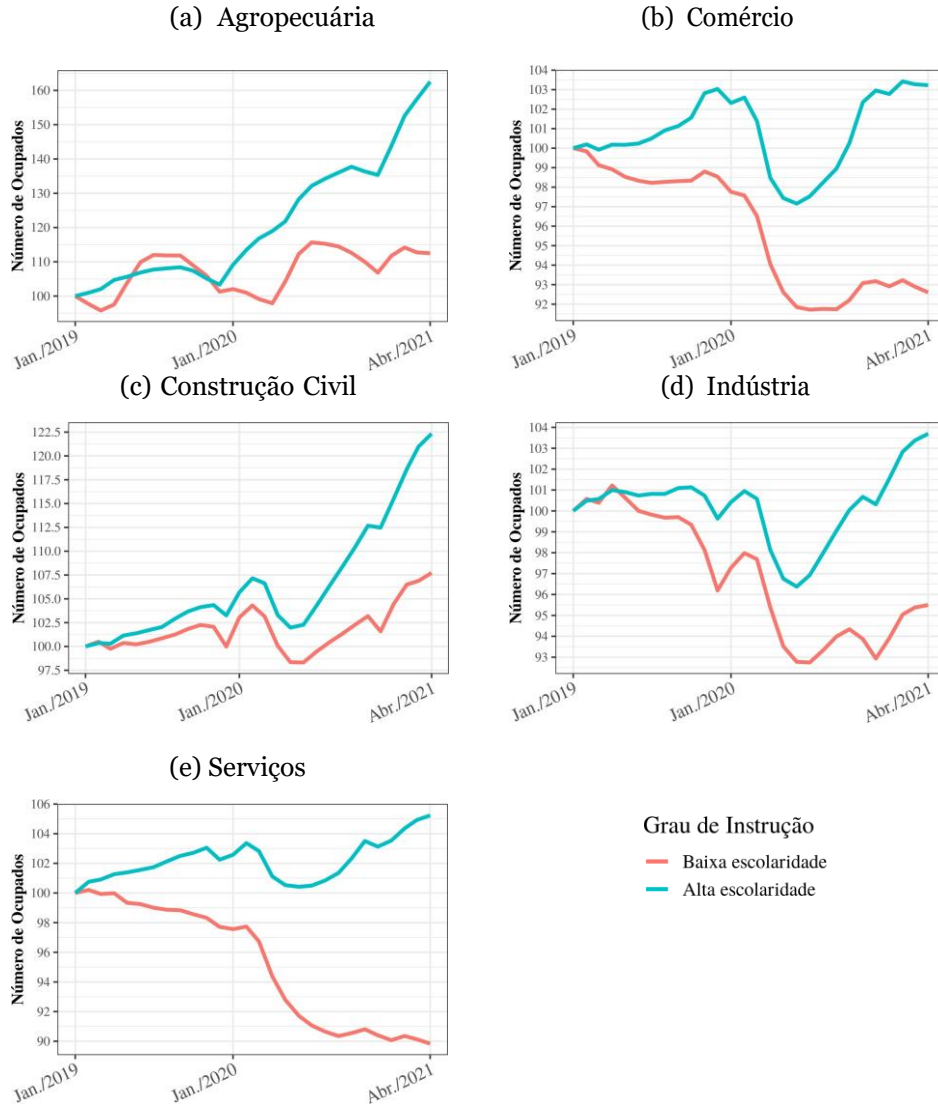 (a) Agropecuária
Número de Ocupados
160
150
140
130
120
110
100
Jan./2019
Jan./2020
Abr./2021
(b) Comércio
Número de Ocupados
104
103
102
101
100
99
98
97
96
95
94
93
92
Jan./2019
Jan./2020
Abr./2021
(c) Construção Civil
Número de Ocupados
122.5
120.0
117.5
115.0
112.5
110.0
107.5
105.0
102.5
100.0
97.5
Jan./2019
Jan./2020
Abr./2021
(d) Indústria
Número de Ocupados
104
103
102
101
100
99
98
97
96
95
94
93
Jan./2019
Jan./2020
Abr./2021
(e) Serviços
Número de Ocupados
106
104
102
100
98
96
94
92
90
Jan./2019
Jan./2020
Abr./2021
Grau de Instrução
Baixa escolaridade
Alta escolaridade